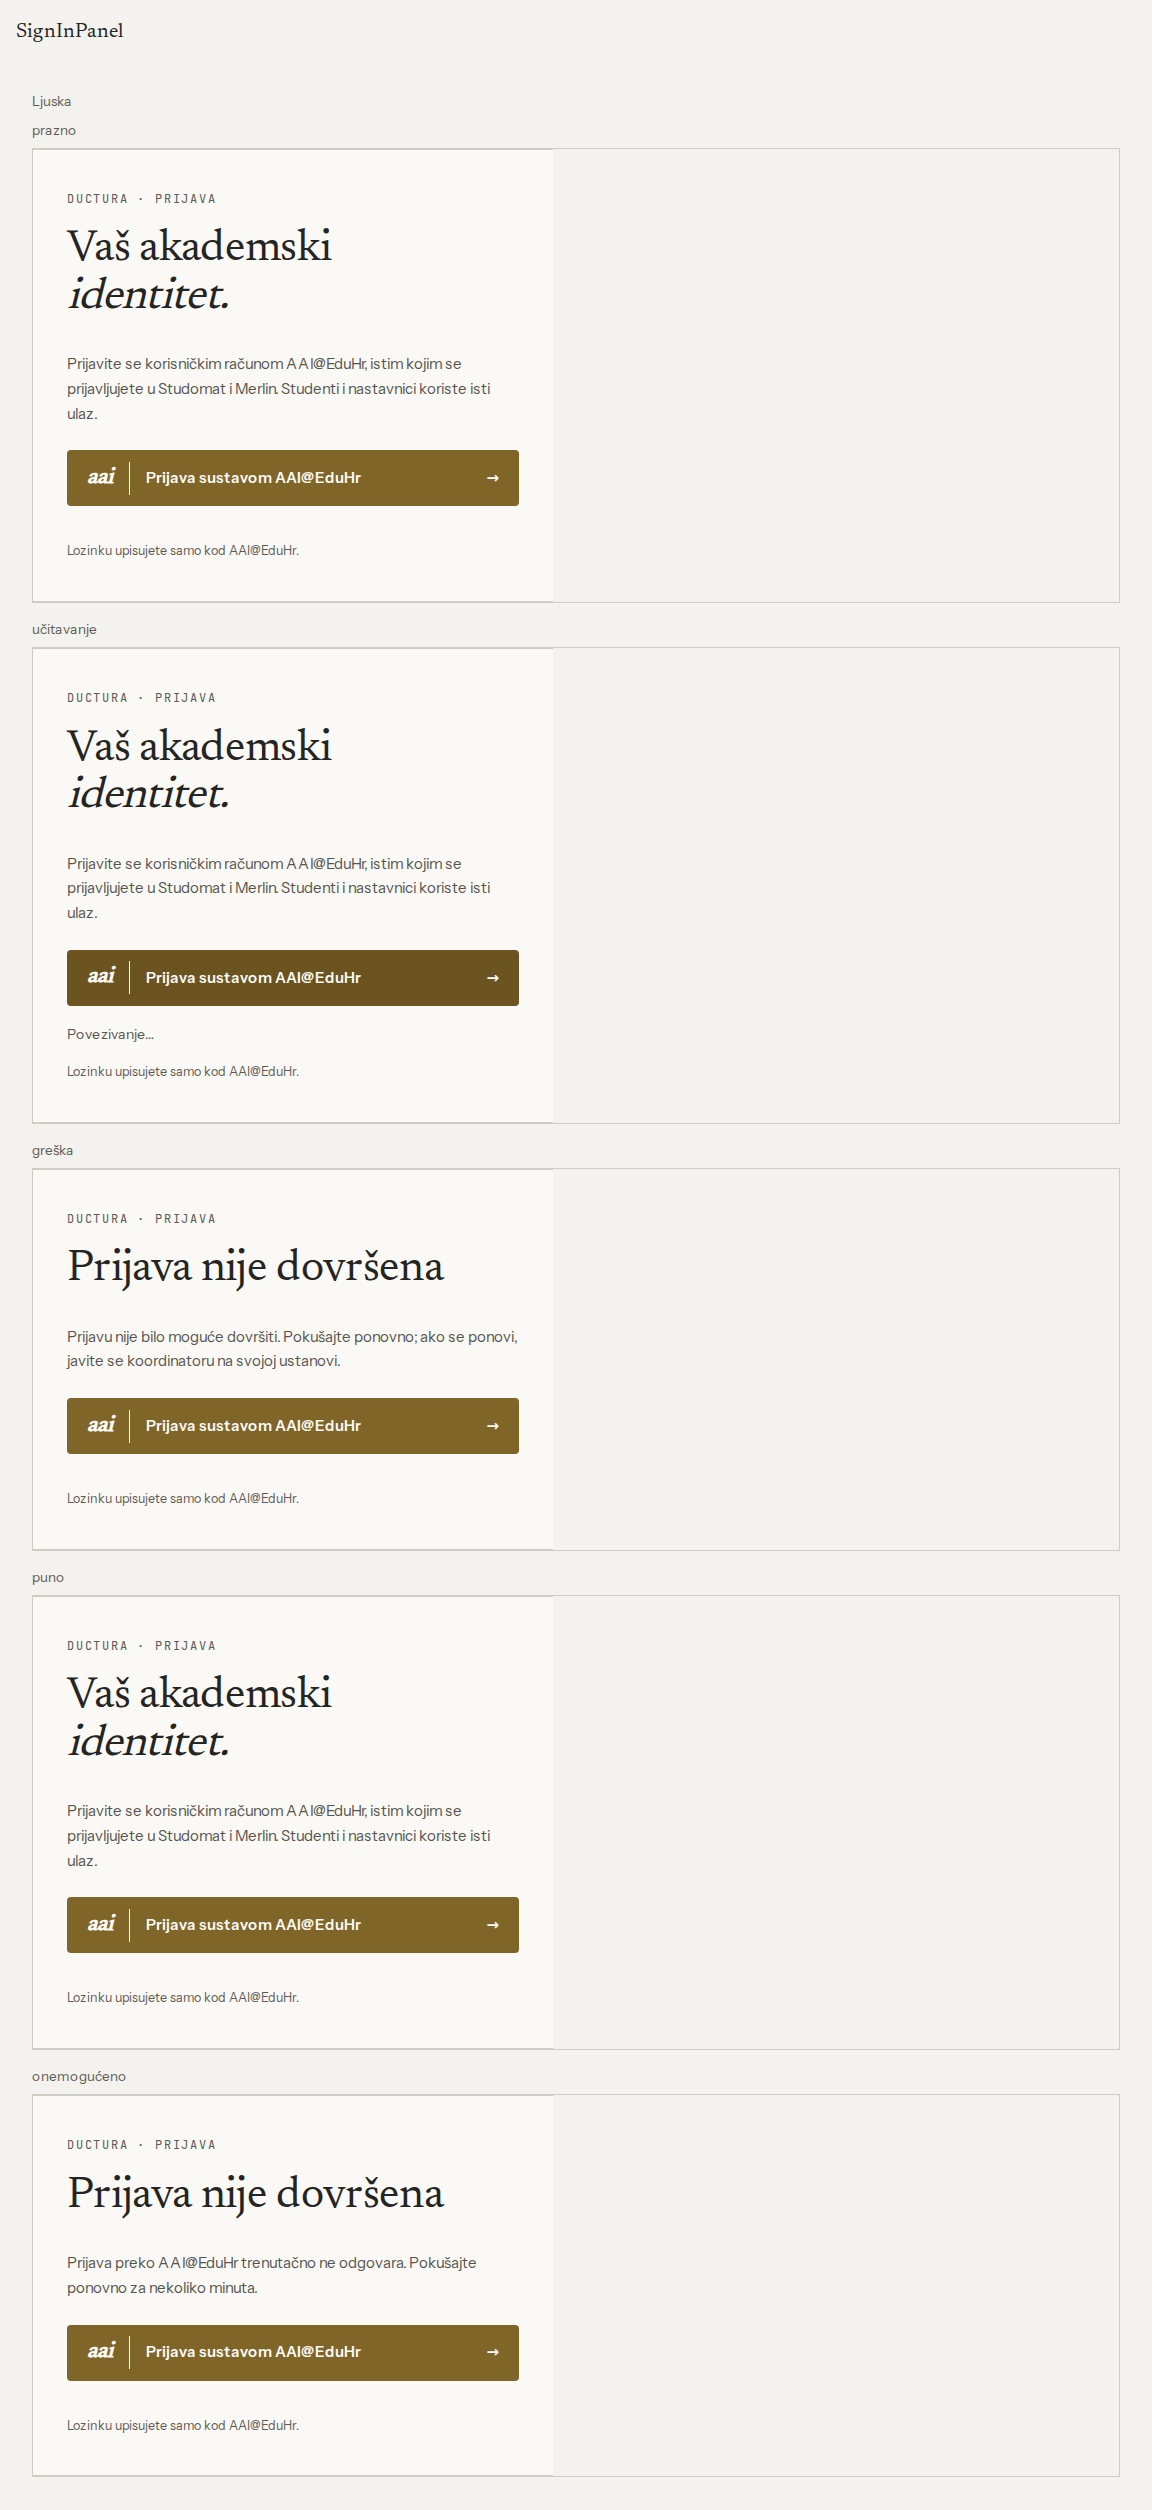 SignInPanel
Ljuska
prazno
DUCTURA · PRIJAVA
Vaš akademski
identitet.
Prijavite se korisničkim računom AAI@EduHr, istim kojim se
prijavljujete u Studomat i Merlin. Studenti i nastavnici koriste isti
ulaz.
aai Prijava sustavom AAI@EduHr →
Lozinku upisujete samo kod AAI@EduHr.
učitavanje
DUCTURA · PRIJAVA
Vaš akademski
identitet.
Prijavite se korisničkim računom AAI@EduHr, istim kojim se
prijavljujete u Studomat i Merlin. Studenti i nastavnici koriste isti
ulaz.
aai Prijava sustavom AAI@EduHr →
Povezivanje…
Lozinku upisujete samo kod AAI@EduHr.
greška
DUCTURA · PRIJAVA
Prijava nije dovršena
Prijavu nije bilo moguće dovršiti. Pokušajte ponovno; ako se ponovi,
javite se koordinatoru na svojoj ustanovi.
aai Prijava sustavom AAI@EduHr →
Lozinku upisujete samo kod AAI@EduHr.
puno
DUCTURA · PRIJAVA
Vaš akademski
identitet.
Prijavite se korisničkim računom AAI@EduHr, istim kojim se
prijavljujete u Studomat i Merlin. Studenti i nastavnici koriste isti
ulaz.
aai Prijava sustavom AAI@EduHr →
Lozinku upisujete samo kod AAI@EduHr.
onemogućeno
DUCTURA · PRIJAVA
Prijava nije dovršena
Prijava preko AAI@EduHr trenutačno ne odgovara. Pokušajte
ponovno za nekoliko minuta.
aai Prijava sustavom AAI@EduHr →
Lozinku upisujete samo kod AAI@EduHr.